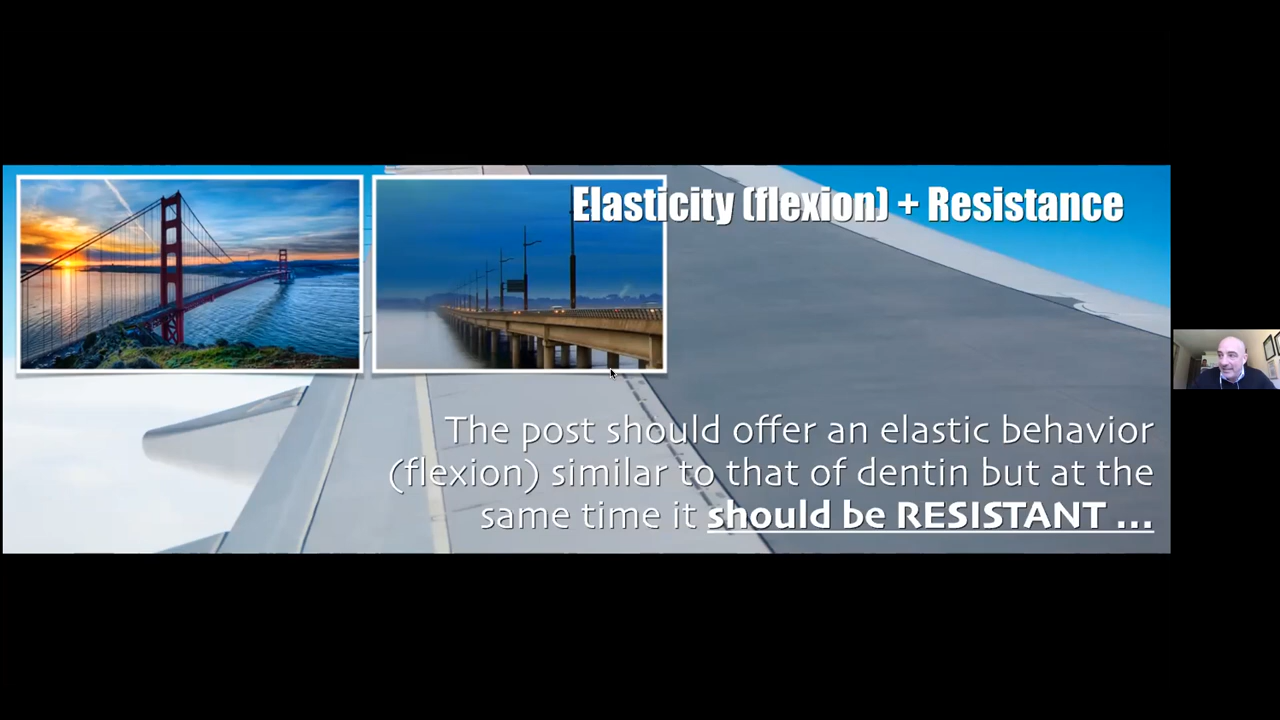 Elasticity (flexion) + Resistance
The post should offer an elastic behavior
(flexion) similar to that of dentin but at the
same time it should be RESISTANT ...